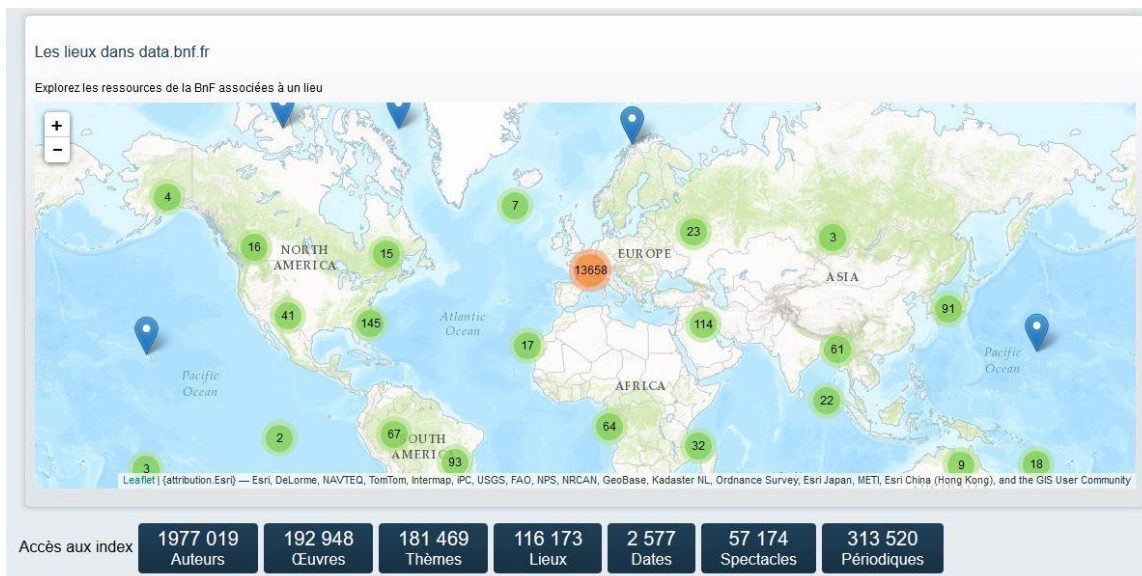 Les lieux dans data.bnf.fr
Explorez les ressources de la BnF associées à un lieu
+
−
4
7
16
NORTH
AMERICA
15
23
3
EUROPE
13658
ASIA
41
145
Atlantic
Ocean
17
114
91
61
Pacific
Ocean
Pacific
Ocean
AFRICA
22
2
67
SOUTH
AMERIC
64
32
93
3
9
18
Leaflet | {attribution.Esri} — Esri, DeLorme, NAVTEQ, TomTom, Intermap, iPC, USGS, FAO, NPS, NRCAN, GeoBase, Kadaster NL, Ordnance Survey, Esri Japan, METI, Esri China (Hong Kong), and the GIS User Community
Accès aux index
1977 019
Auteurs
192 948
Œuvres
181 469
Thèmes
116 173
Lieux
2 577
Dates
57 174
Spectacles
313 520
Périodiques